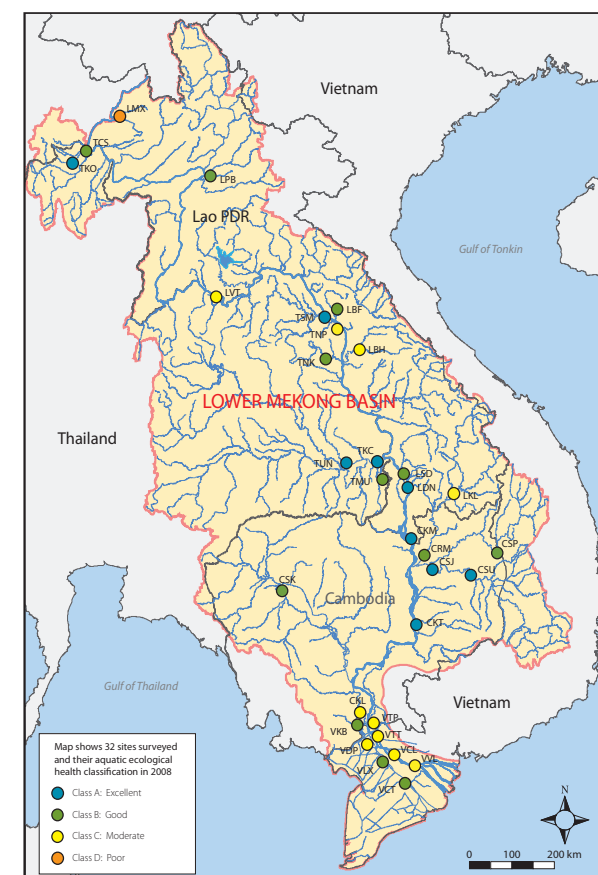 Vietnam
LMX
TCS
TKO
LPB
Lao PDR
Gulf of Tonkin
LVT
LBF
TSM
TNP
LBH
TNK
LOWER MEKONG BASIN
Thailand
TKC
TUN
LSD
TMU
LDN
LKL
CKM
CRM
CSP
CSJ
CSU
CSK
Cambodia
CKT
Gulf of Thailand
Vietnam
CKL
VTP
VKB
VTT
VDP
VCL
VVL
VLX
VCT
Map shows 32 sites surveyed
and their aquatic ecological
health classification in 2008
Class A: Excellent
Class B: Good
Class C: Moderate
Class D: Poor
N
0 100 200 km